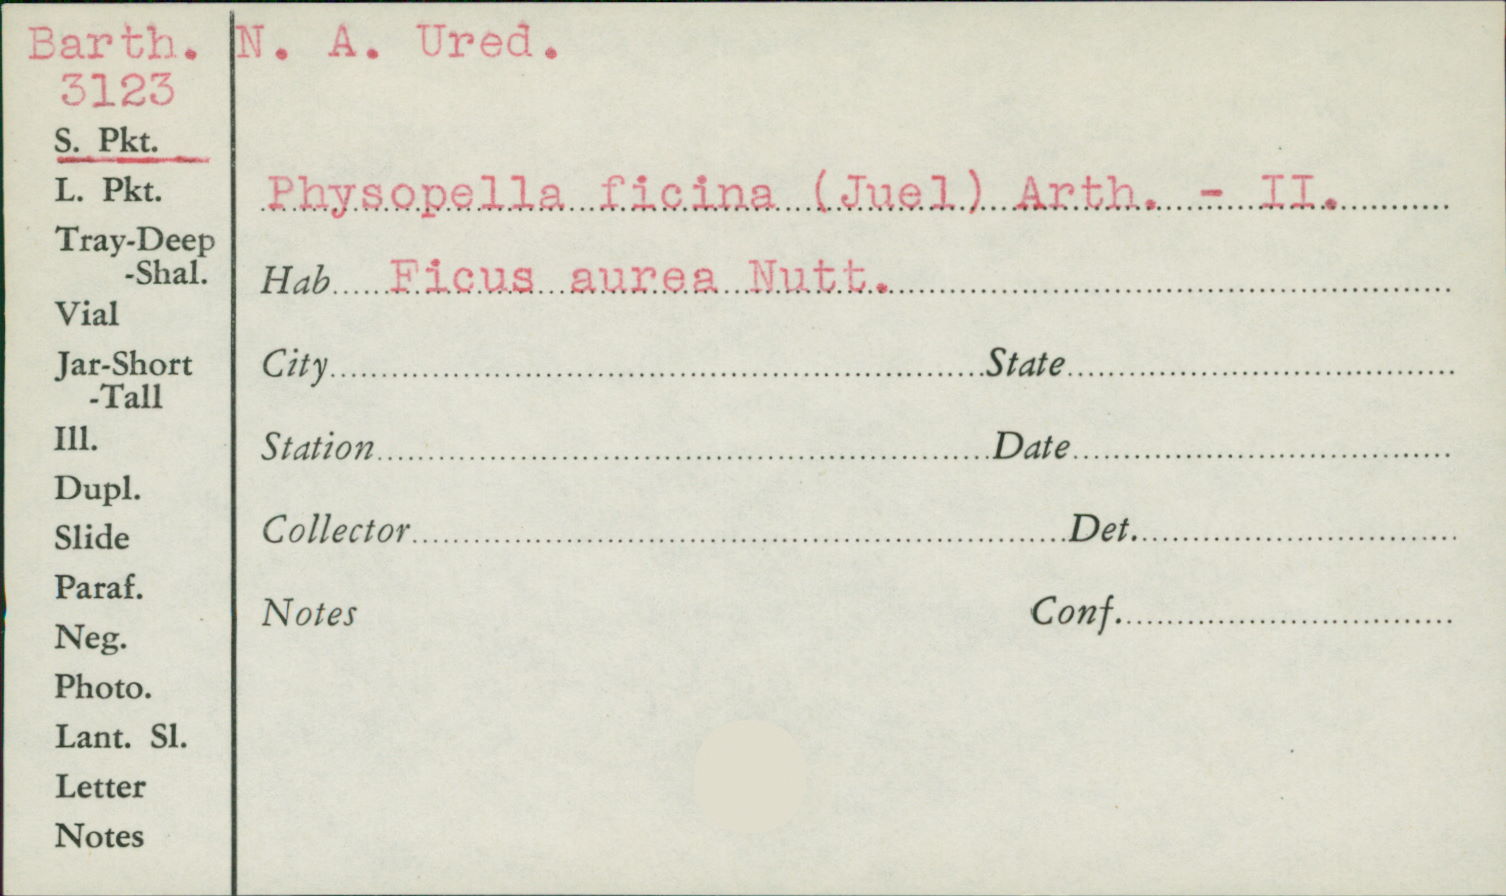 Barth. N. A. Ured.
3123
S. Pkt.
L. Pkt.
Tray-Deep
-Shal.
Vial
Jar-Short
-Tall
Ill.
Dupl.
Slide
Paraf.
Neg.
Photo.
Lant. Sl.
Letter
Notes
Physopella ficina (Juel) Arth. - II.
Hab Ficus aurea Nutt.
City State
Station Date
Collector Det.
Notes Conf.